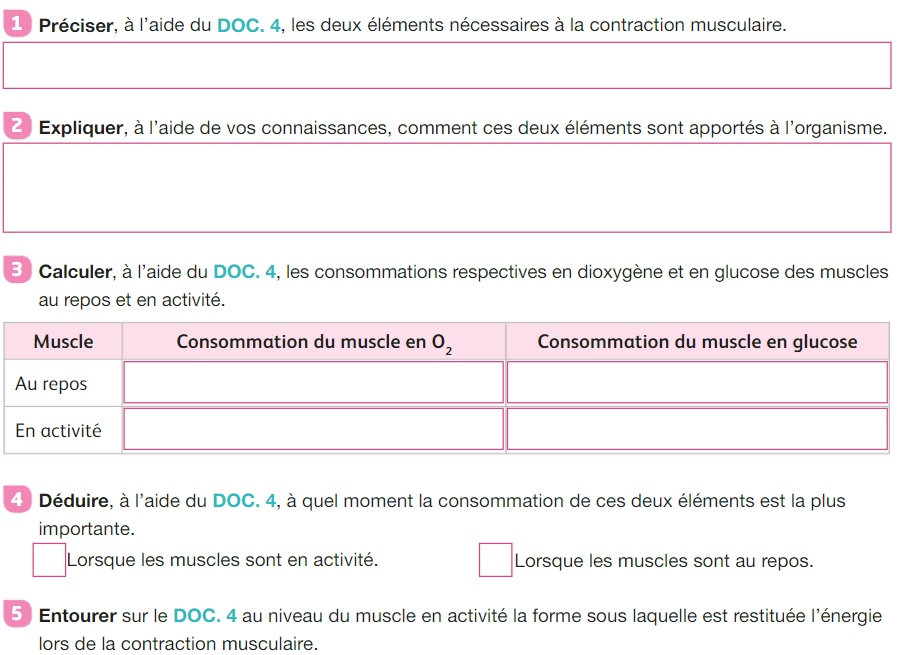 1 Préciser, à l'aide du DOC. 4, les deux éléments nécessaires à la contraction musculaire.
2 Expliquer, à l'aide de vos connaissances, comment ces deux éléments sont apportés à l'organisme.
3 Calculer, à l'aide du DOC. 4, les consommations respectives en dioxygène et en glucose des muscles
au repos et en activité.
Muscle Consommation du muscle en O2 Consommation du muscle en glucose
Au repos
En activité
4 Déduire, à l'aide du DOC. 4, à quel moment la consommation de ces deux éléments est la plus
importante.
Lorsque les muscles sont en activité. Lorsque les muscles sont au repos.
5 Entourer sur le DOC. 4 au niveau du muscle en activité la forme sous laquelle est restituée l'énergie
lors de la contraction musculaire.